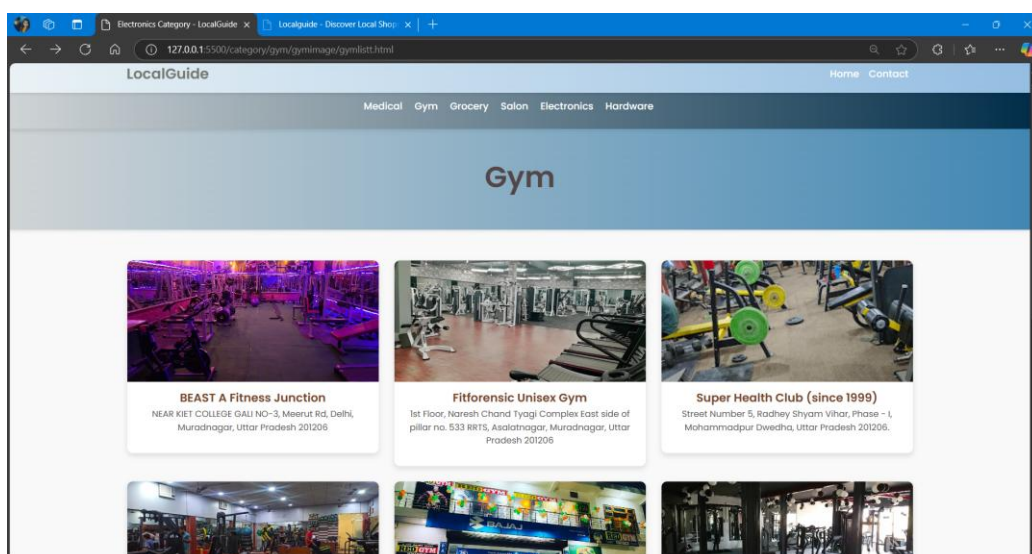 Electronics Category - LocalGuide
Localguide - Discover Local Shop
127.0.0.1:5500/category/gym/gymimage/gymlistt.html
LocalGuide
Home Contact
Medical Gym Grocery Salon Electronics Hardware
Gym
BEAST A Fitness Junction
NEAR KIET COLLEGE GALI NO-3, Meerut Rd, Delhi,
Muradnagar, Uttar Pradesh 201206
Fitforensic Unisex Gym
1st Floor, Naresh Chand Tyagi Complex East side of
pillar no. 533 RRTS, Asalatnagar, Muradnagar, Uttar
Pradesh 201206
Super Health Club (since 1999)
Street Number 5, Radhey Shyam Vihar, Phase - I,
Mohammadpur Dwedha, Uttar Pradesh 201206.
BAJAJ